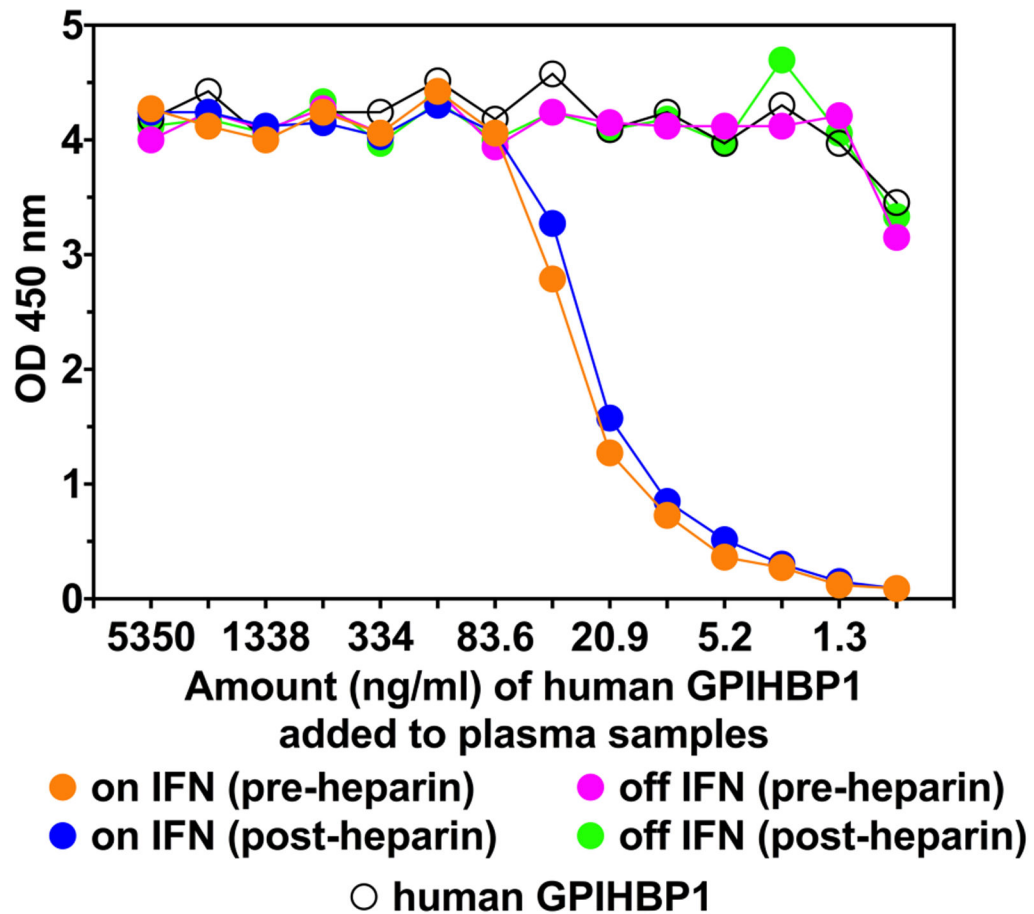 5
4
3
2
1
0
OD 450 nm
5350 1338 334 83.6 20.9 5.2 1.3
Amount (ng/ml) of human GPIHBP1
added to plasma samples
on IFN (pre-heparin) off IFN (pre-heparin)
on IFN (post-heparin) off IFN (post-heparin)
human GPIHBP1